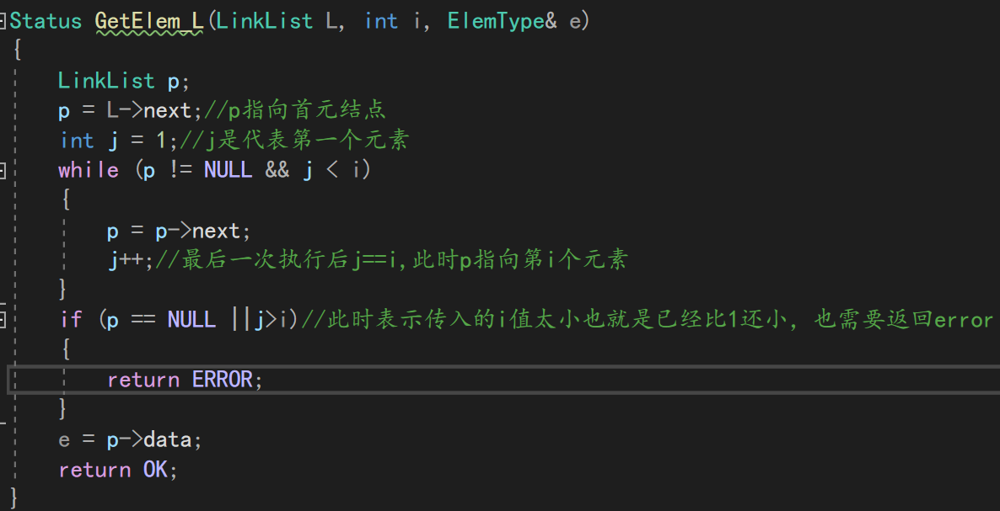 Status GetElem_L(LinkList L, int i, ElemType& e)
{
LinkList p;
p = L->next;//p指向首元结点
int j = 1;//j是代表第一个元素
while (p != NULL && j < i)
{
p = p->next;
j++;//最后一次执行后j==i,此时p指向第i个元素
}
if (p == NULL ||j>i)//此时表示传入的i值太小也就是已经比1还小，也需要返回error
{
return ERROR;
}
e = p->data;
return OK;
}